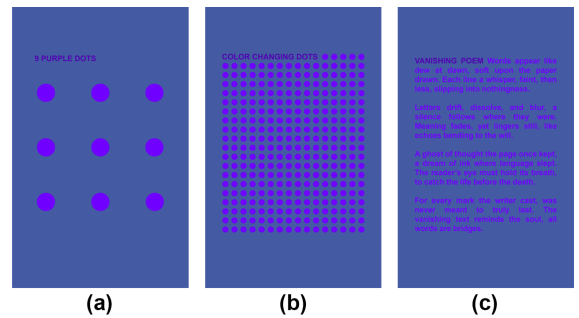 9 PURPLE DOTS
COLOR CHANGING DOTS
VANISHING POEM Words appear like
dew at dawn, soft upon the paper
drawn. Each line a whisper, faint, then
less, slipping into nothingness.
Letters drift, dissolve, and blur, a
silence follows where they were.
Meaning fades, yet lingers still, like
echoes bending to the will.
A ghost of thought the page once kept,
a dream of ink where language slept.
The reader's eye must hold its breath,
to catch the life before the death.
For every mark the writer cast, was
never meant to truly last. The
vanishing text reminds the soul, all
words are bridges.
(a)
(b)
(c)